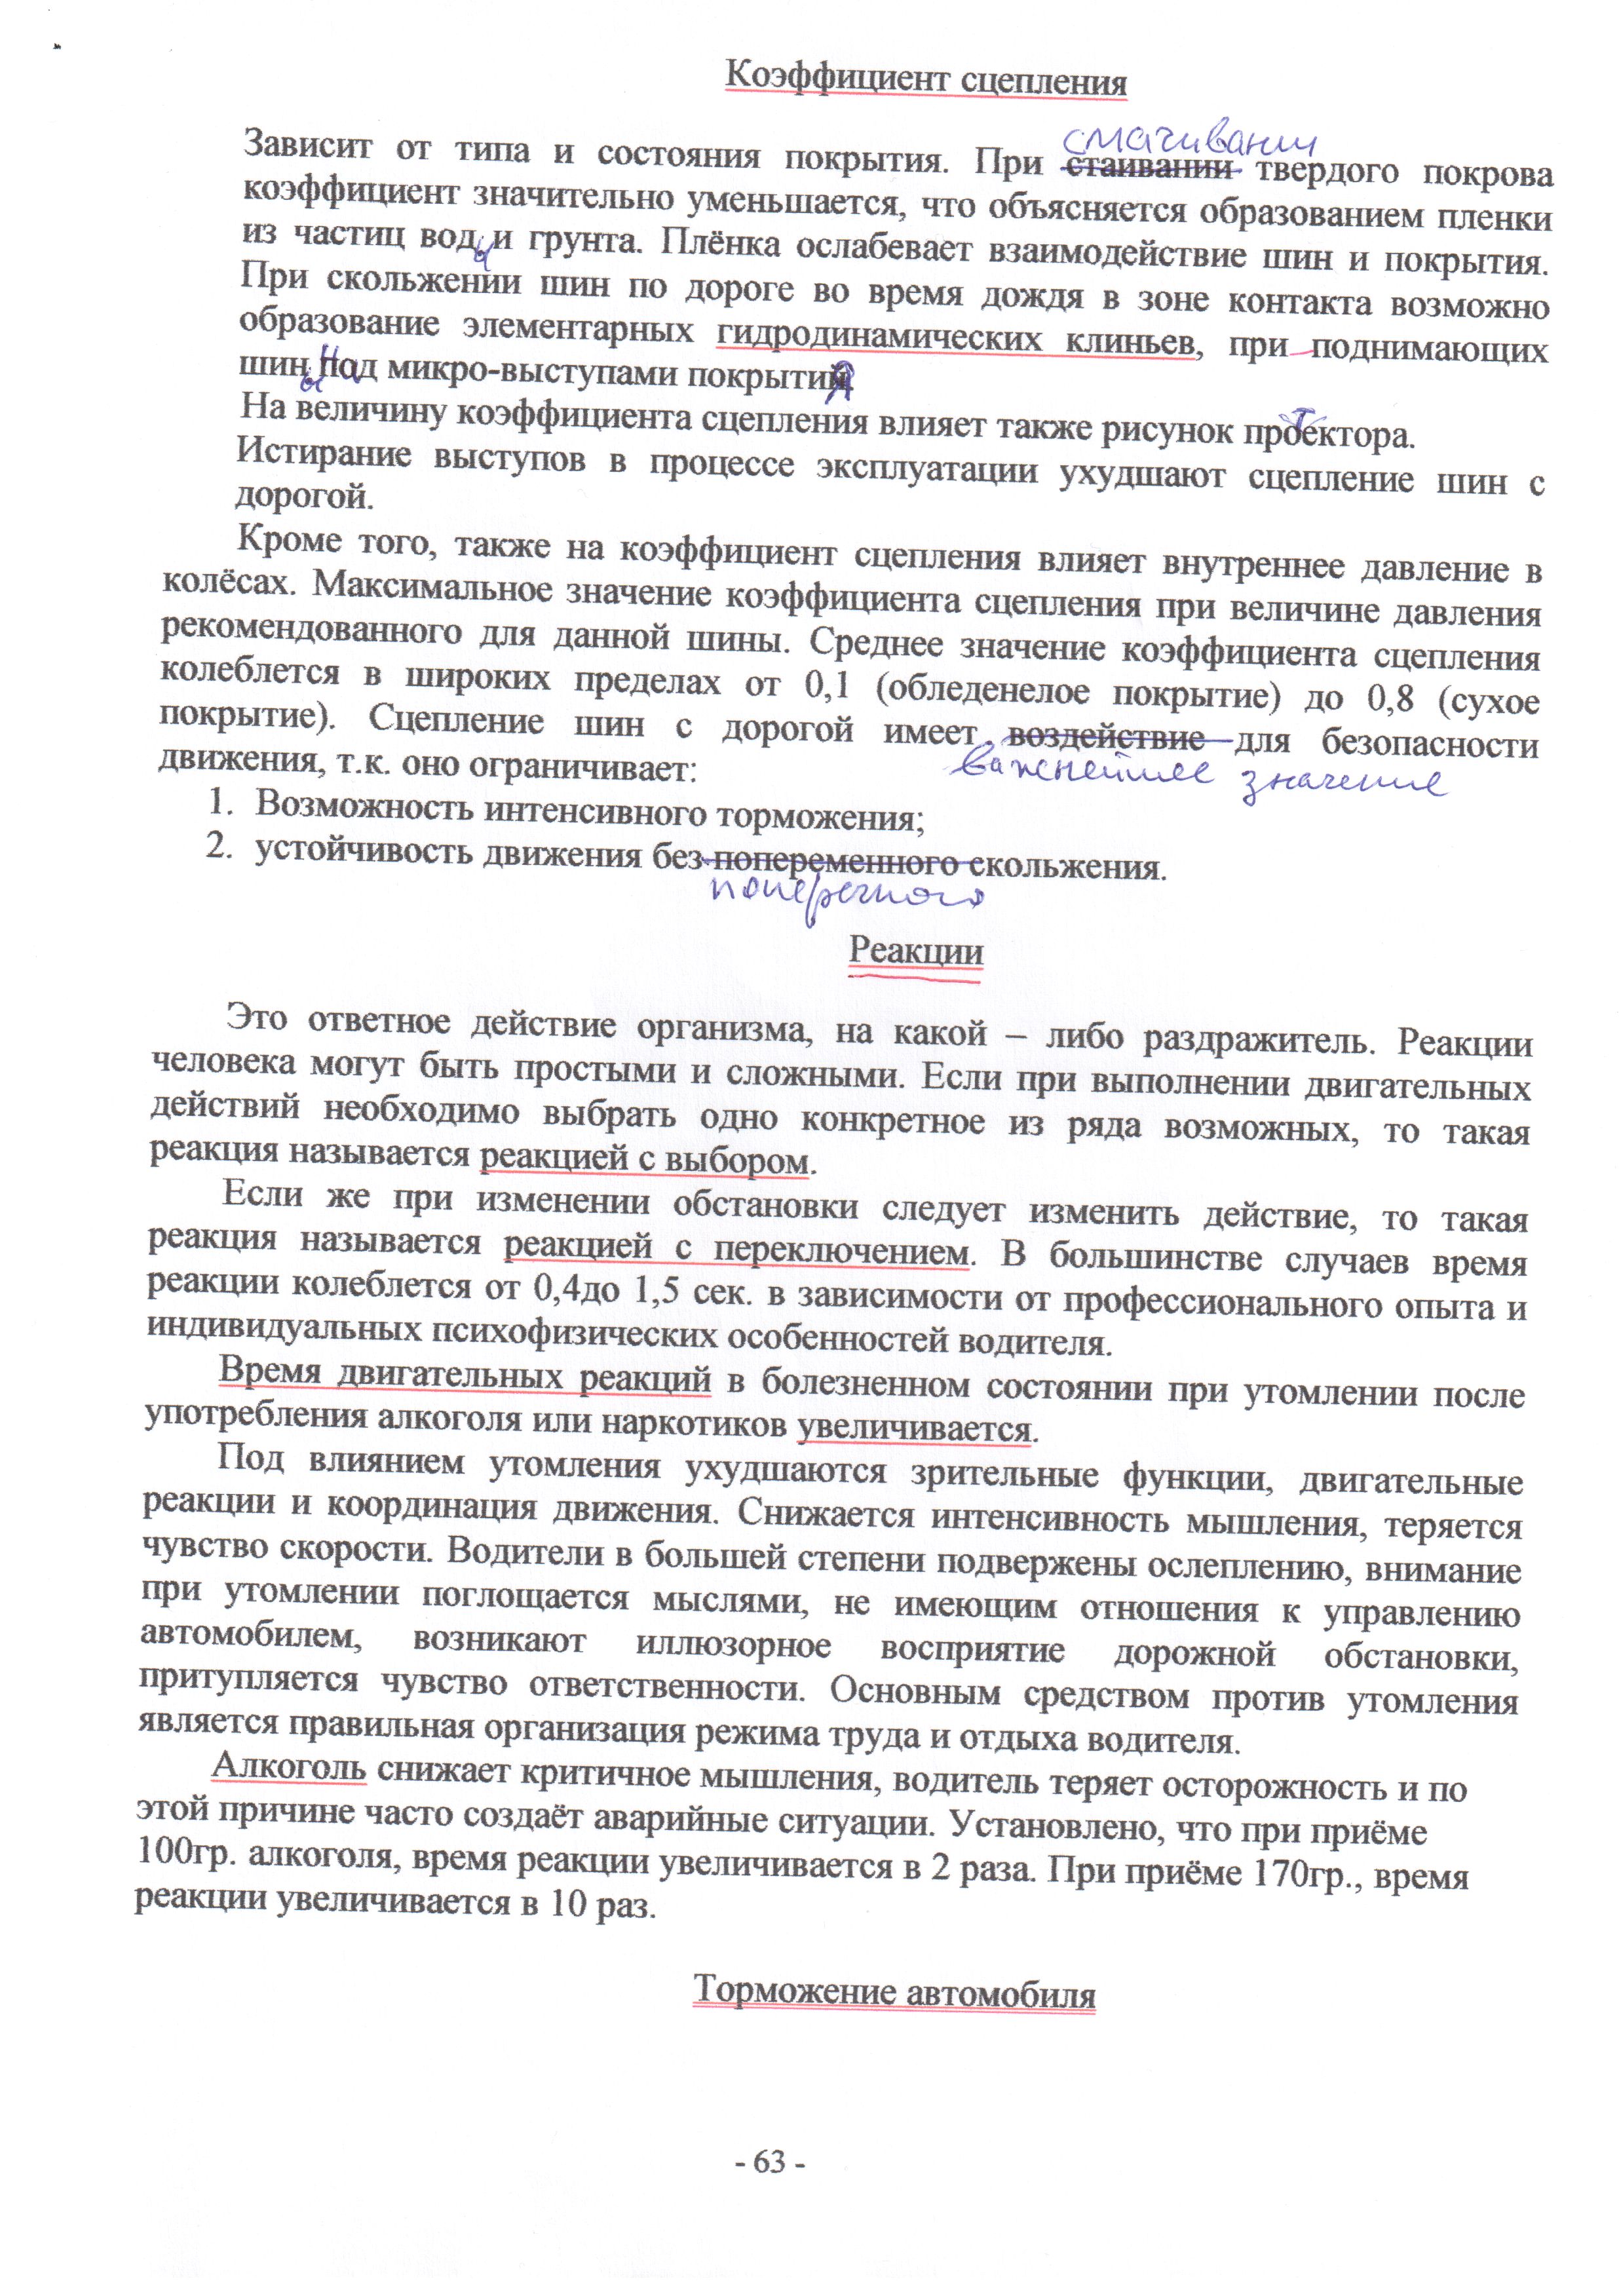 Коэффициент сцепления
смачивании
Зависит от типа и состояния покрытия. При стаивании твердого покрова
коэффициент значительно уменьшается, что объясняется образованием пленки
из частиц воды и грунта. Плёнка ослабевает взаимодействие шин и покрытия.
При скольжении шин по дороге во время дождя в зоне контакта возможно
образование элементарных гидродинамических клиньев, при поднимающих
шины над микро-выступами покрытия
На величину коэффициента сцепления влияет также рисунок протектора.
Истирание выступов в процессе эксплуатации ухудшают сцепление шин с
дорогой.
Кроме того, также на коэффициент сцепления влияет внутреннее давление в
колёсах. Максимальное значение коэффициента сцепления при величине давления
рекомендованного для данной шины. Среднее значение коэффициента сцепления
колеблется в широких пределах от 0,1 (обледенелое покрытие) до 0,8 (сухое
покрытие). Сцепление шин с дорогой имеет воздействие для безопасности
важнейшее значение
движения, т.к. оно ограничивает:
1. Возможность интенсивного торможения;
2. устойчивость движения без попеременного скольжения.
поперечного
Реакции
Это ответное действие организма, на какой – либо раздражитель. Реакции
человека могут быть простыми и сложными. Если при выполнении двигательных
действий необходимо выбрать одно конкретное из ряда возможных, то такая
реакция называется реакцией с выбором.
Если же при изменении обстановки следует изменить действие, то такая
реакция называется реакцией с переключением. В большинстве случаев время
реакции колеблется от 0,4до 1,5 сек. в зависимости от профессионального опыта и
индивидуальных психофизических особенностей водителя.
Время двигательных реакций в болезненном состоянии при утомлении после
употребления алкоголя или наркотиков увеличивается.
Под влиянием утомления ухудшаются зрительные функции, двигательные
реакции и координация движения. Снижается интенсивность мышления, теряется
чувство скорости. Водители в большей степени подвержены ослеплению, внимание
при утомлении поглощается мыслями, не имеющим отношения к управлению
автомобилем, возникают иллюзорное восприятие дорожной обстановки,
притупляется чувство ответственности. Основным средством против утомления
является правильная организация режима труда и отдыха водителя.
Алкоголь снижает критичное мышления, водитель теряет осторожность и по
этой причине часто создаёт аварийные ситуации. Установлено, что при приёме
100гр. алкоголя, время реакции увеличивается в 2 раза. При приёме 170гр., время
реакции увеличивается в 10 раз.
Торможение автомобиля
- 63 -